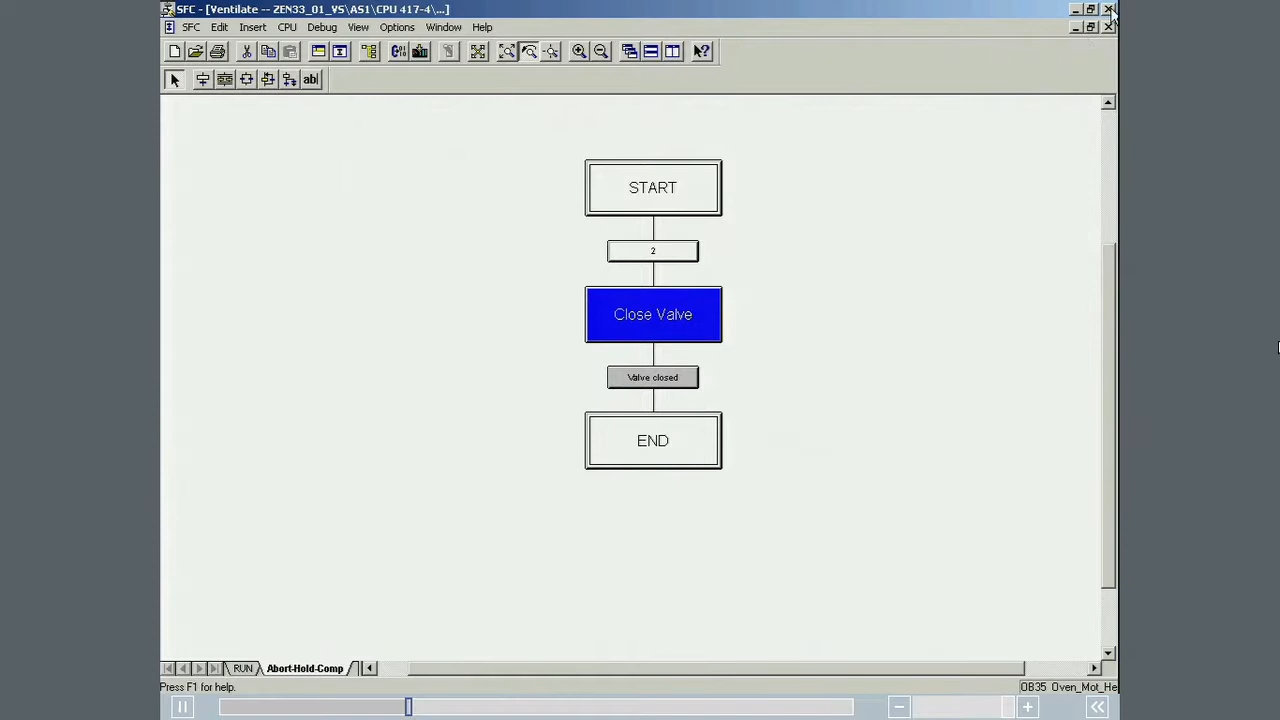 SFC - [Ventilate -- ZEN33_01_VS\AS1\CPU 417-4\...]
SFC Edit Insert CPU Debug View Options Window Help
abl
START
2
Close Valve
Valve closed
END
RUN Abort-Hold-Comp
Press F1 for help.
OB35 Oven_Mot_He